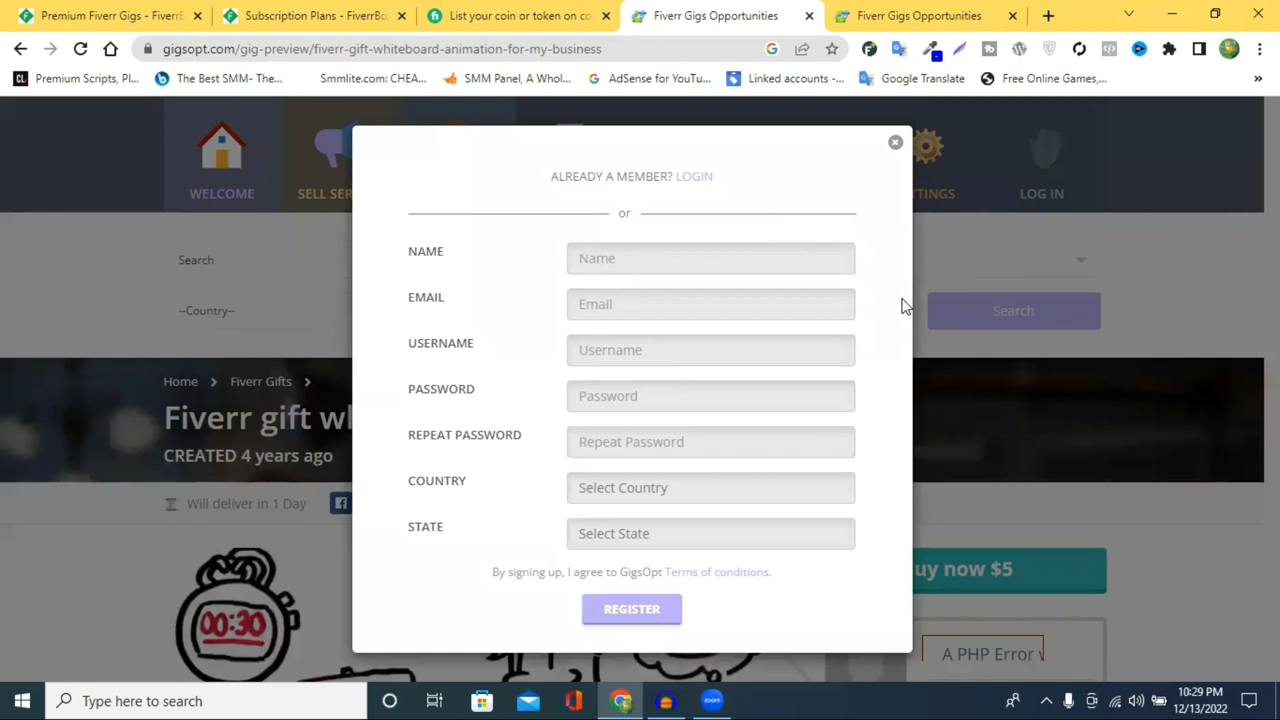 Premium Fiverr Gigs - FiverrB
Subscription Plans - FiverrBo
List your coin or token on co
Fiverr Gigs Opportunities
Fiverr Gigs Opportunities
gigsopt.com/gig-preview/fiverr-gift-whiteboard-animation-for-my-business
Premium Scripts, Pl...
The Best SMM- The...
Smmlite.com: CHEA...
SMM Panel, A Whol...
AdSense for YouTu...
Linked accounts -...
Google Translate
Free Online Games,...
WELCOME
SELL SER
TTINGS
LOG IN
ALREADY A MEMBER? LOGIN
or
NAME
Name
EMAIL
Email
USERNAME
Username
PASSWORD
Password
REPEAT PASSWORD
Repeat Password
COUNTRY
Select Country
STATE
Select State
By signing up, I agree to GigsOpt Terms of conditions.
REGISTER
Search
--Country--
Search
Home
Fiverr Gifts
Fiverr gift wh
CREATED 4 years ago
Will deliver in 1 Day
00:30
uy now $5
A PHP Error w
Type here to search
10:29 PM
12/13/2022